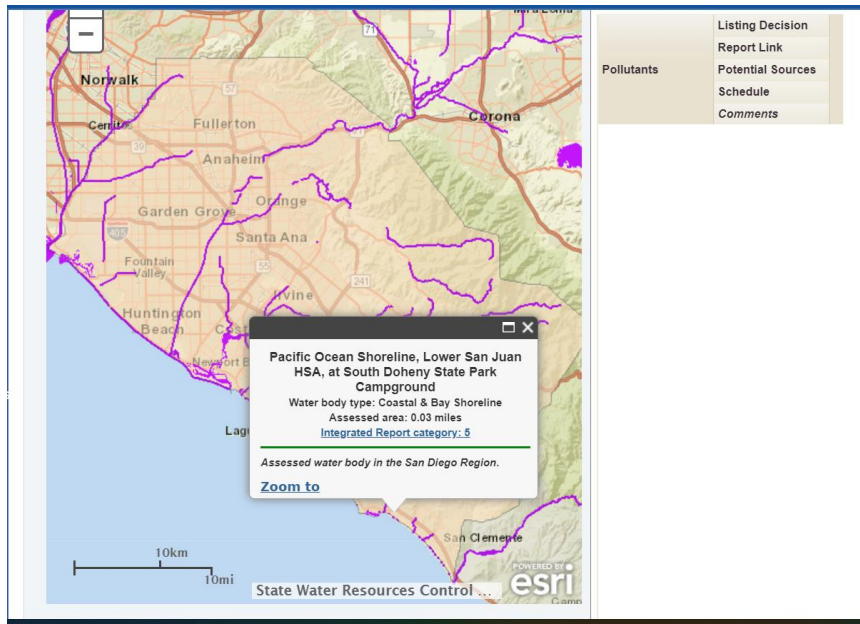 71
Norwalk
57
Cerritos
Fullerton
Corona
39
Anaheim
Orange
Garden Grove
405
Santa Ana
Fountain
Valley
55
241
Irvine
Huntington
Beach
Newport B
Pacific Ocean Shoreline, Lower San Juan
HSA, at South Doheny State Park
Campground
Water body type: Coastal & Bay Shoreline
Assessed area: 0.03 miles
Integrated Report category: 5
Assessed water body in the San Diego Region.
Zoom to
Lagu
San Clemente
10km
10mi
State Water Resources Control ...
POWERED BY
esri
Camp
Pollutants
Listing Decision
Report Link
Potential Sources
Schedule
Comments